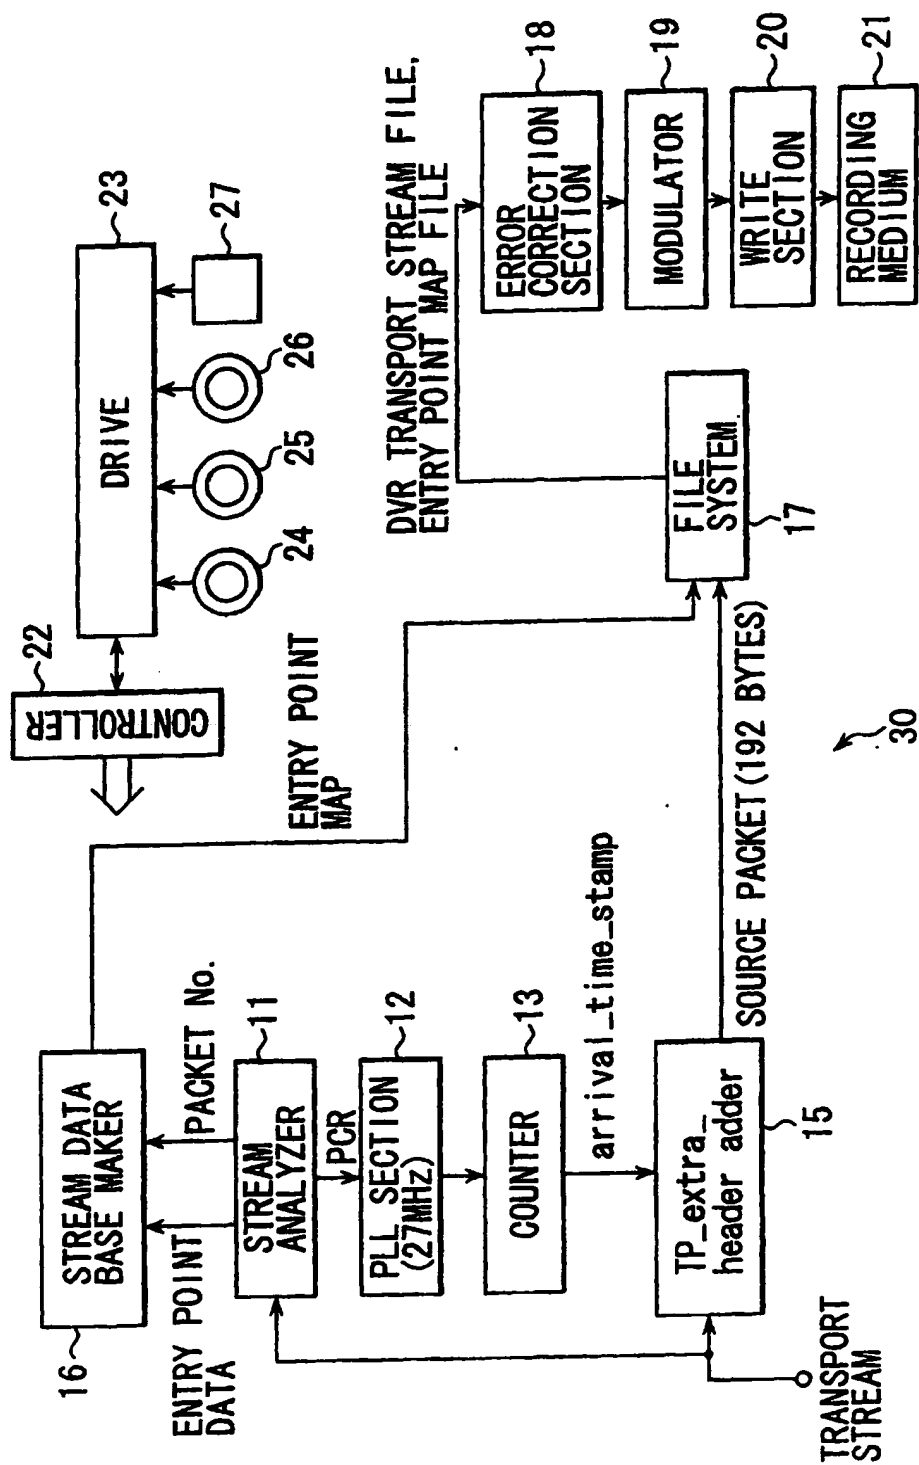 16
STREAM DATA
BASE MAKER
ENTRY POINT
DATA
PACKET No.
11
STREAM
ANALYZER
PCR
12
PLL SECTION
(27MHz)
13
COUNTER
arrival_time_stamp
TP_extra_
header adder
15
TRANSPORT
STREAM
SOURCE PACKET(192 BYTES)
30
ENTRY POINT
MAP
22
CONTROLLER
23
DRIVE
24
25
26
27
FILE
SYSTEM
17
DVR TRANSPORT STREAM FILE,
ENTRY POINT MAP FILE
18
ERROR
CORRECTION
SECTION
19
MODULATOR
20
WRITE
SECTION
21
RECORDING
MEDIUM